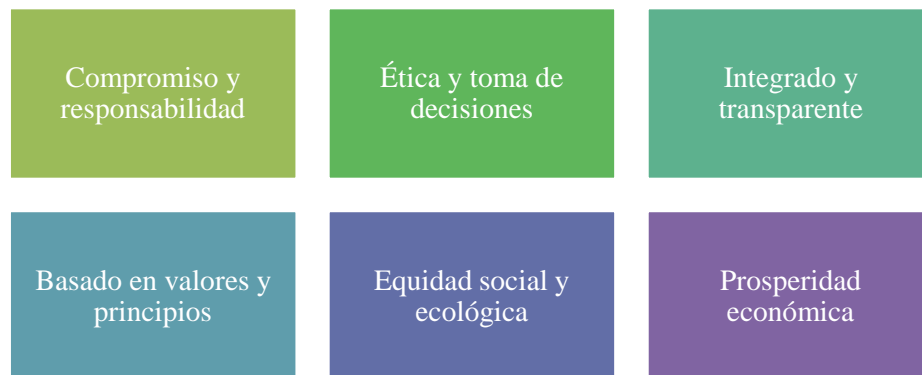 Compromiso y
responsabilidad
Ética y toma de
decisiones
Integrado y
transparente
Basado en valores y
principios
Equidad social y
ecológica
Prosperidad
económica